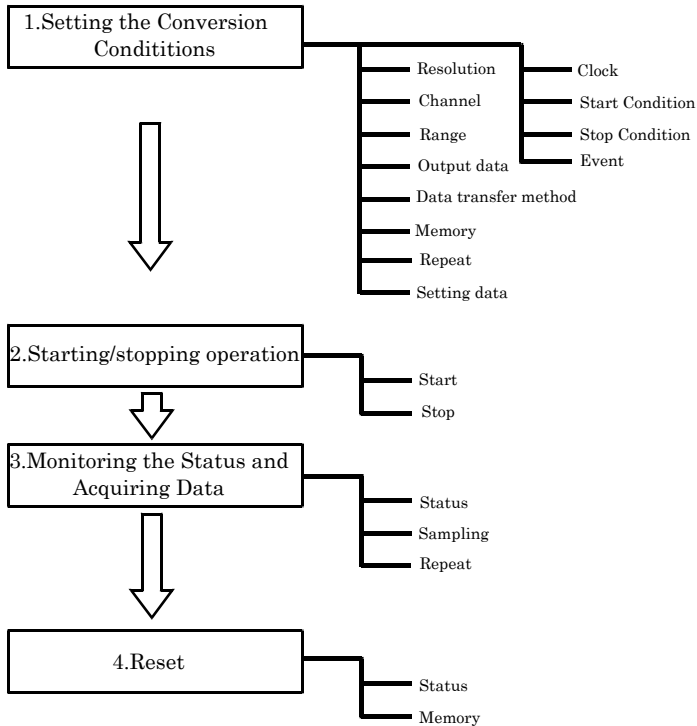 1.Setting the Conversion
Condititions
Resolution
Channel
Range
Output data
Data transfer method
Memory
Repeat
Setting data
Clock
Start Condition
Stop Condition
Event
2.Starting/stopping operation
Start
Stop
3.Monitoring the Status and
Acquiring Data
Status
Sampling
Repeat
4.Reset
Status
Memory